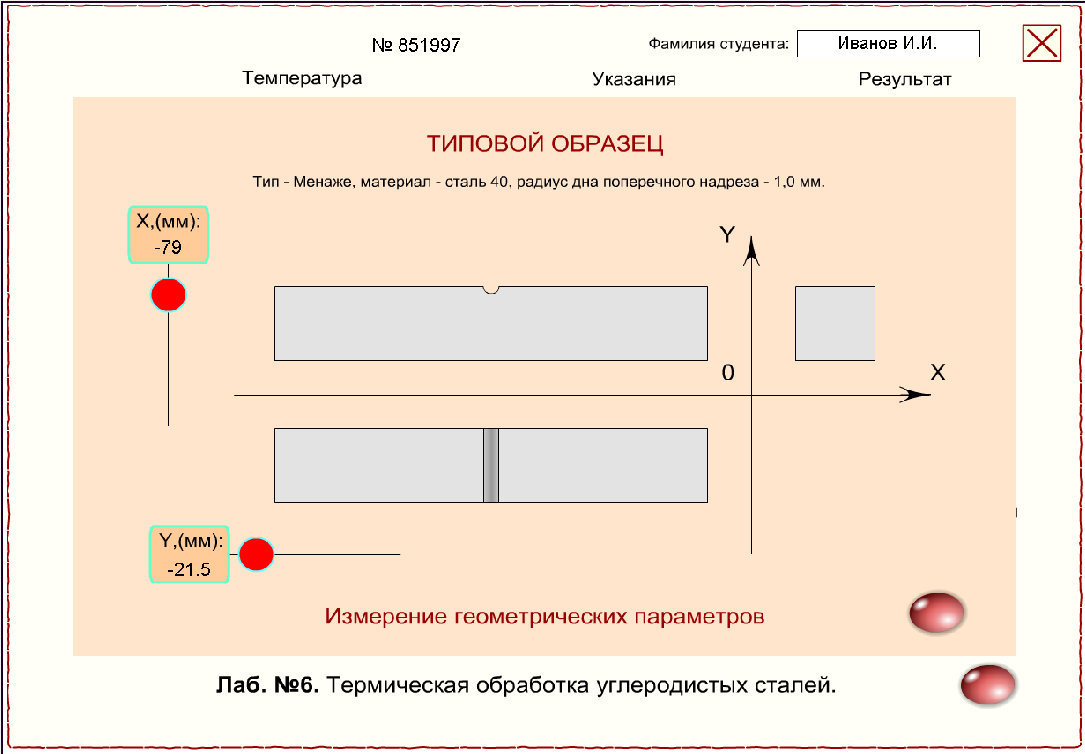 № 851997
Фамилия студента: Иванов И.И.
Температура Указания Результат
ТИПОВОЙ ОБРАЗЕЦ
Тип - Менаже, материал - сталь 40, радиус дна поперечного надреза - 1,0 мм.
X,(мм):
-79
Y
0
X
Y,(мм):
-21.5
Измерение геометрических параметров
Лаб. №6. Термическая обработка углеродистых сталей.